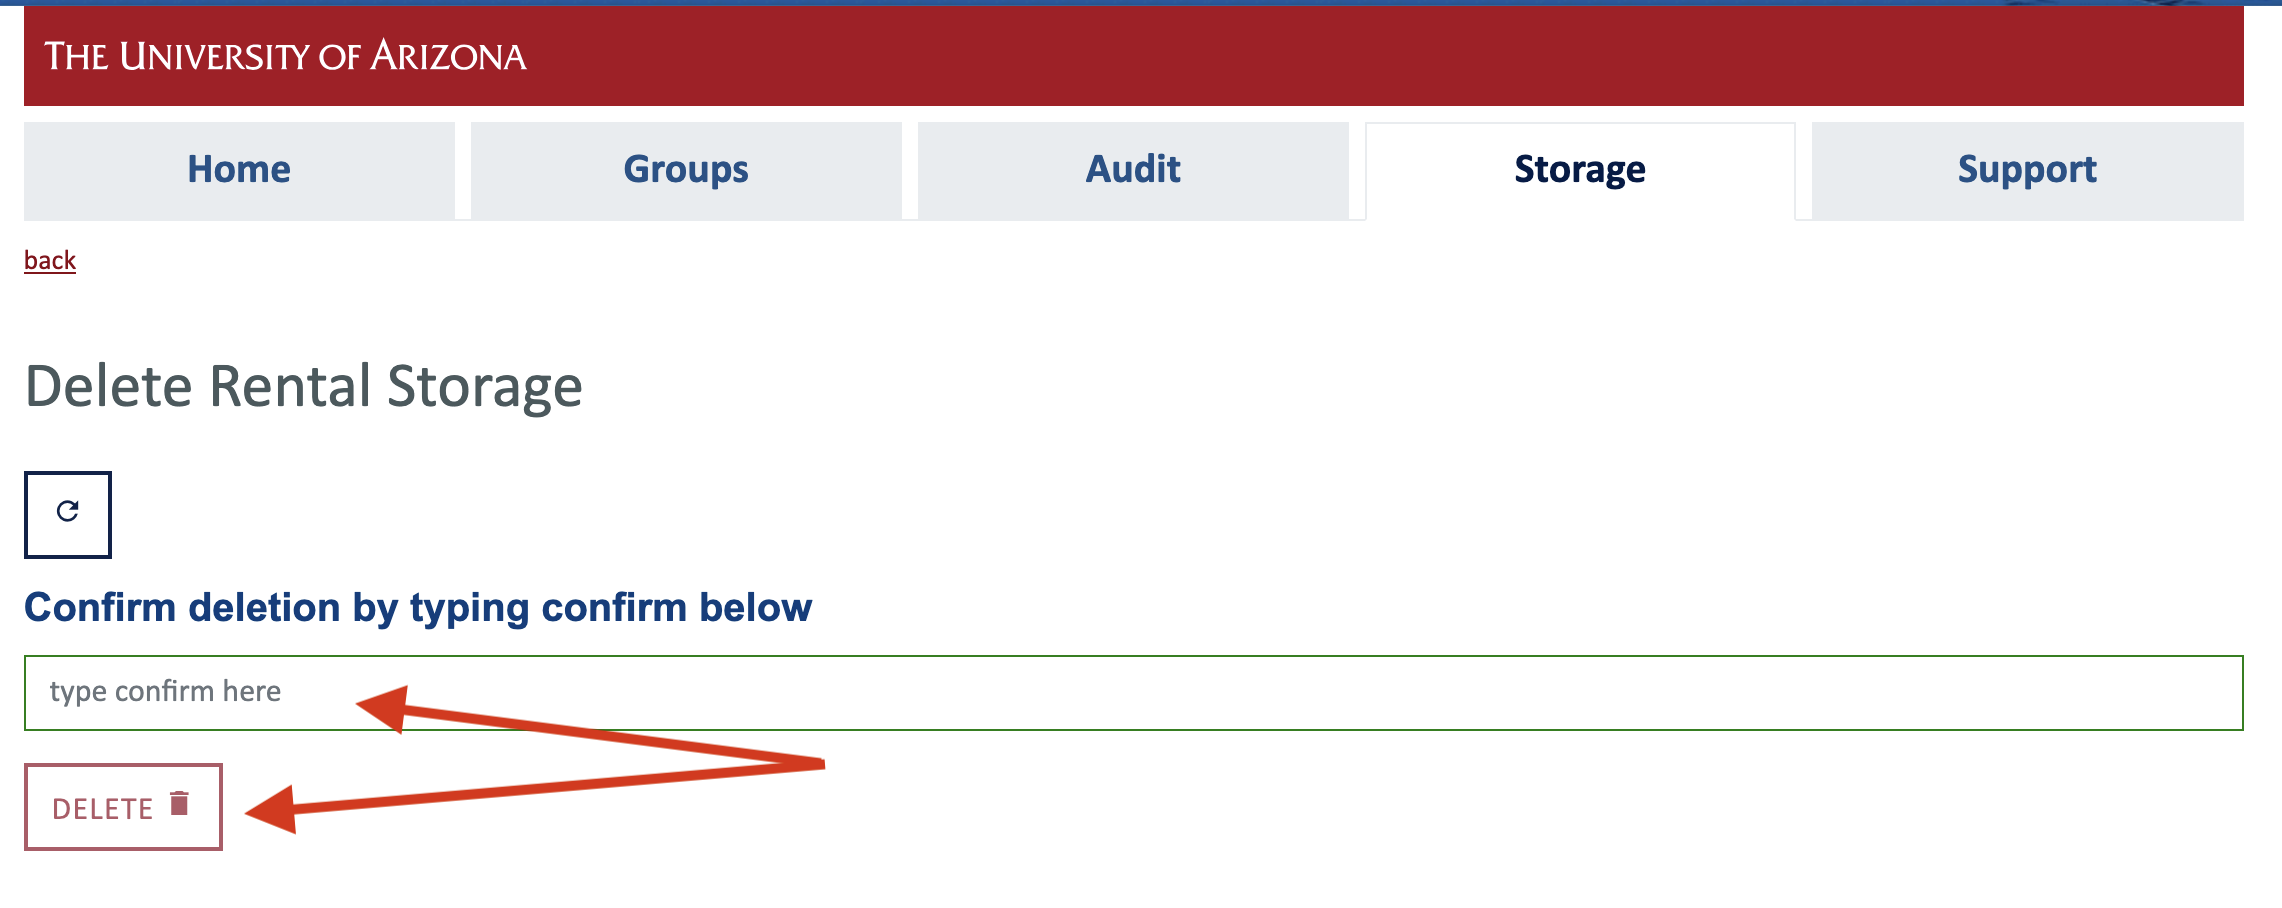 THE UNIVERSITY OF ARIZONA
Home Groups Audit Storage Support
back
Delete Rental Storage
Confirm deletion by typing confirm below
type confirm here
DELETE